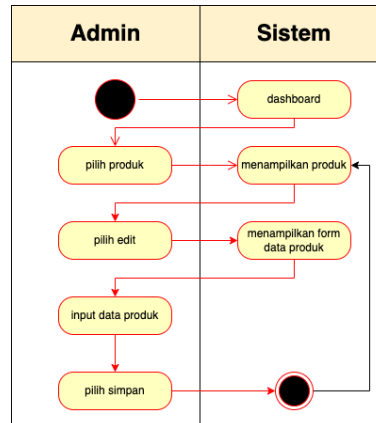 Admin
Sistem
dashboard
pilih produk
menampilkan produk
pilih edit
menampilkan form
data produk
input data produk
pilih simpan